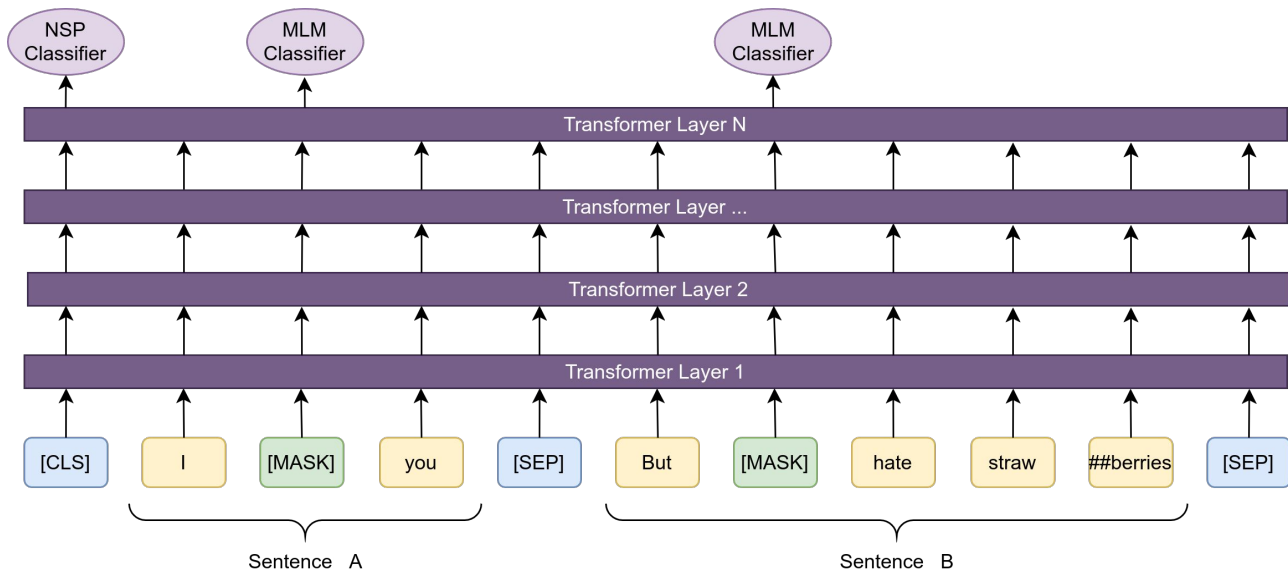 NSP
Classifier
MLM
Classifier
MLM
Classifier
Transformer Layer N
Transformer Layer ...
Transformer Layer 2
Transformer Layer 1
[CLS] I [MASK] you [SEP] But [MASK] hate straw ##berries [SEP]
Sentence A Sentence B